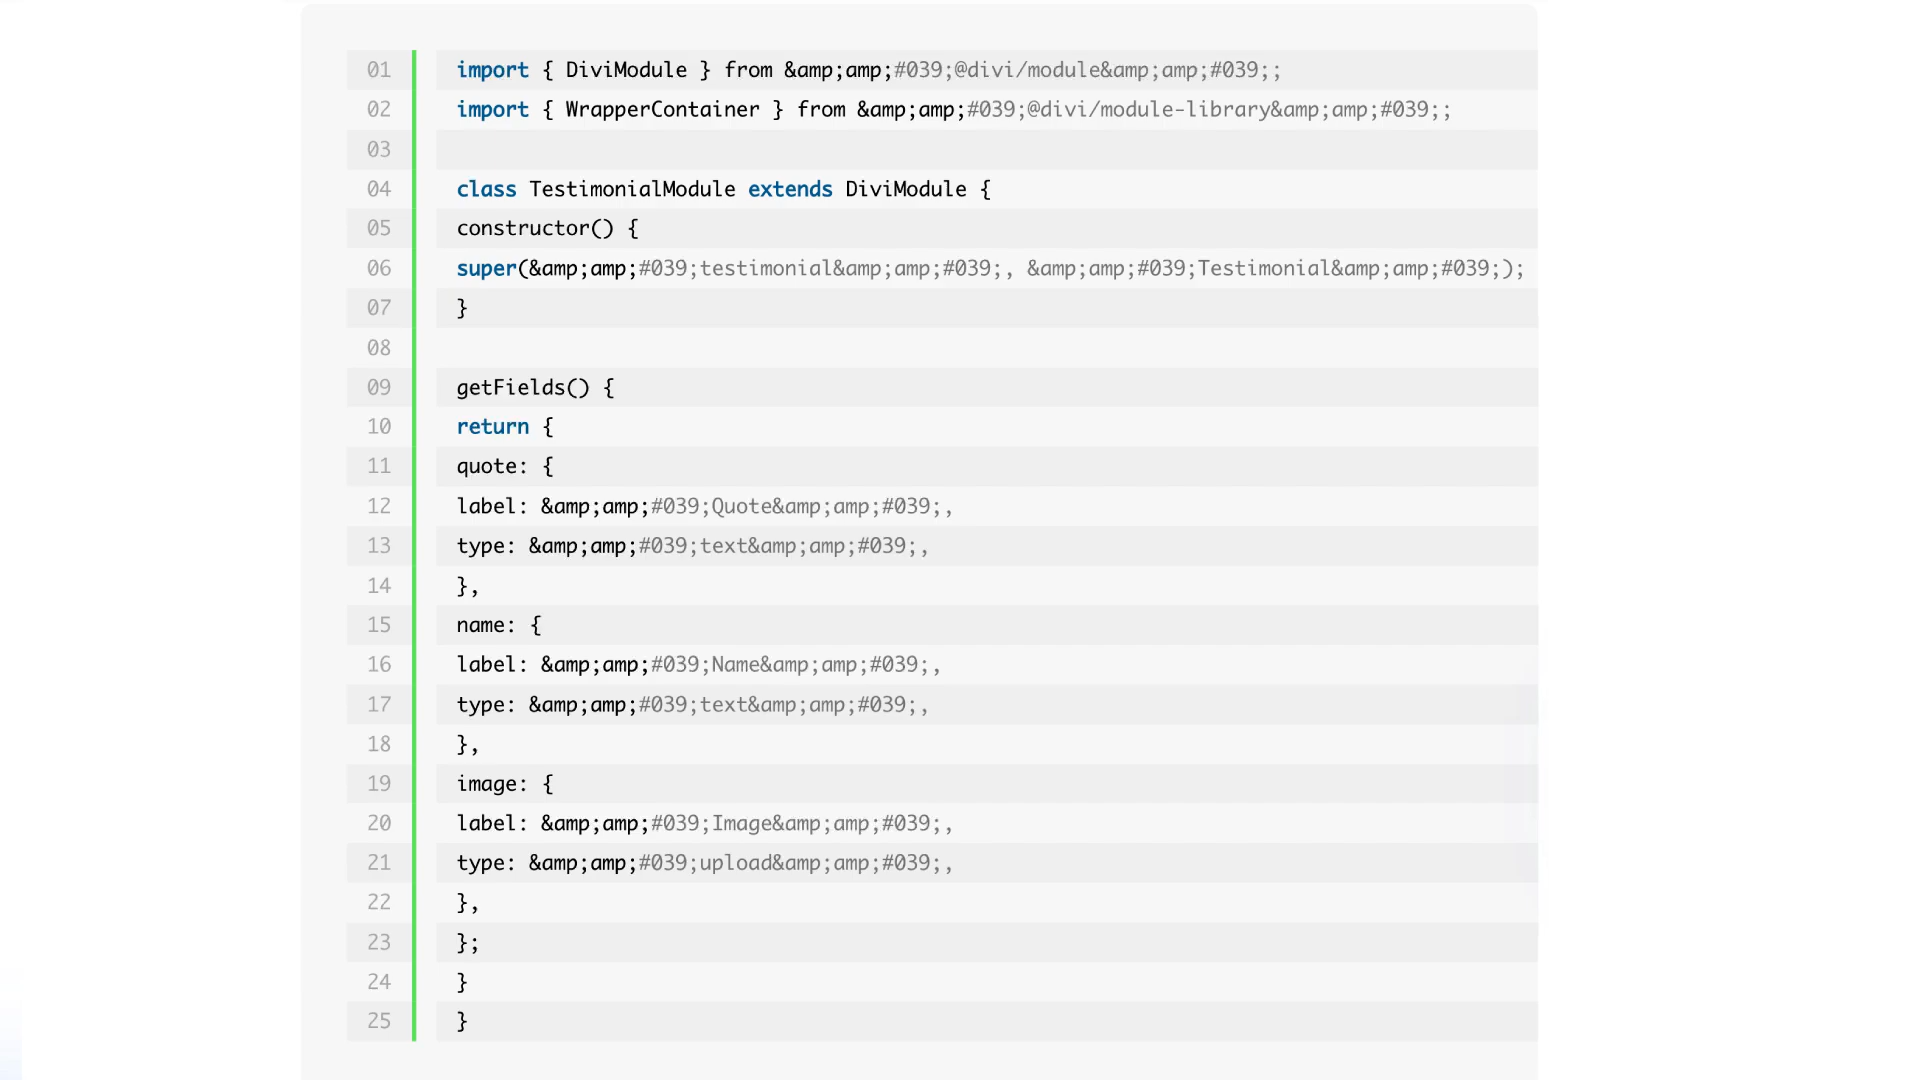 01 import { DiviModule } from &amp;amp;#039;@divi/module&amp;amp;#039;;
02 import { WrapperContainer } from &amp;amp;#039;@divi/module-library&amp;amp;#039;;
03
04 class TestimonialModule extends DiviModule {
05 constructor() {
06 super(&amp;amp;#039;testimonial&amp;amp;#039;, &amp;amp;#039;Testimonial&amp;amp;#039;);
07 }
08
09 getFields() {
10 return {
11 quote: {
12 label: &amp;amp;#039;Quote&amp;amp;#039;,
13 type: &amp;amp;#039;text&amp;amp;#039;,
14 },
15 name: {
16 label: &amp;amp;#039;Name&amp;amp;#039;,
17 type: &amp;amp;#039;text&amp;amp;#039;,
18 },
19 image: {
20 label: &amp;amp;#039;Image&amp;amp;#039;,
21 type: &amp;amp;#039;upload&amp;amp;#039;,
22 },
23 };
24 }
25 }